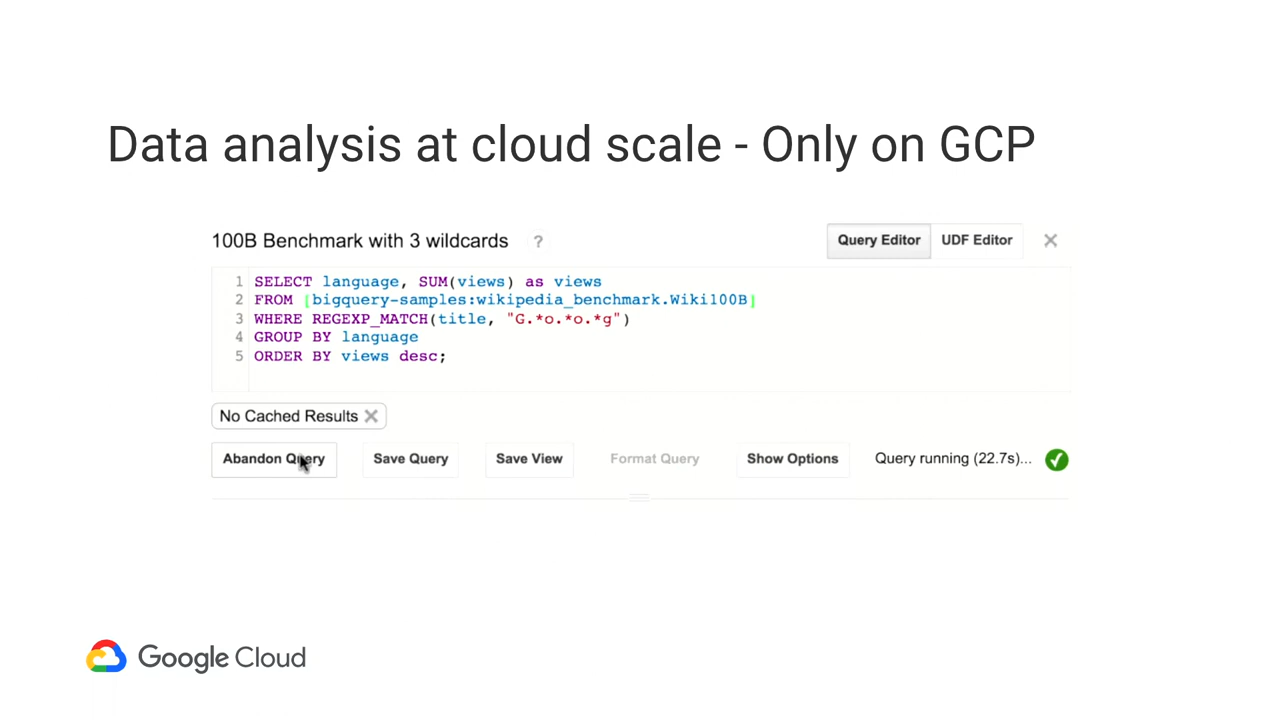 Data analysis at cloud scale - Only on GCP
100B Benchmark with 3 wildcards ?
Query Editor UDF Editor
1 SELECT language, SUM(views) as views
2 FROM [bigquery-samples:wikipedia_benchmark.Wiki100B]
3 WHERE REGEXP_MATCH(title, "G.*o.*o.*g")
4 GROUP BY language
5 ORDER BY views desc;
No Cached Results
Abandon Query Save Query Save View Format Query Show Options Query running (22.7s)...
Google Cloud